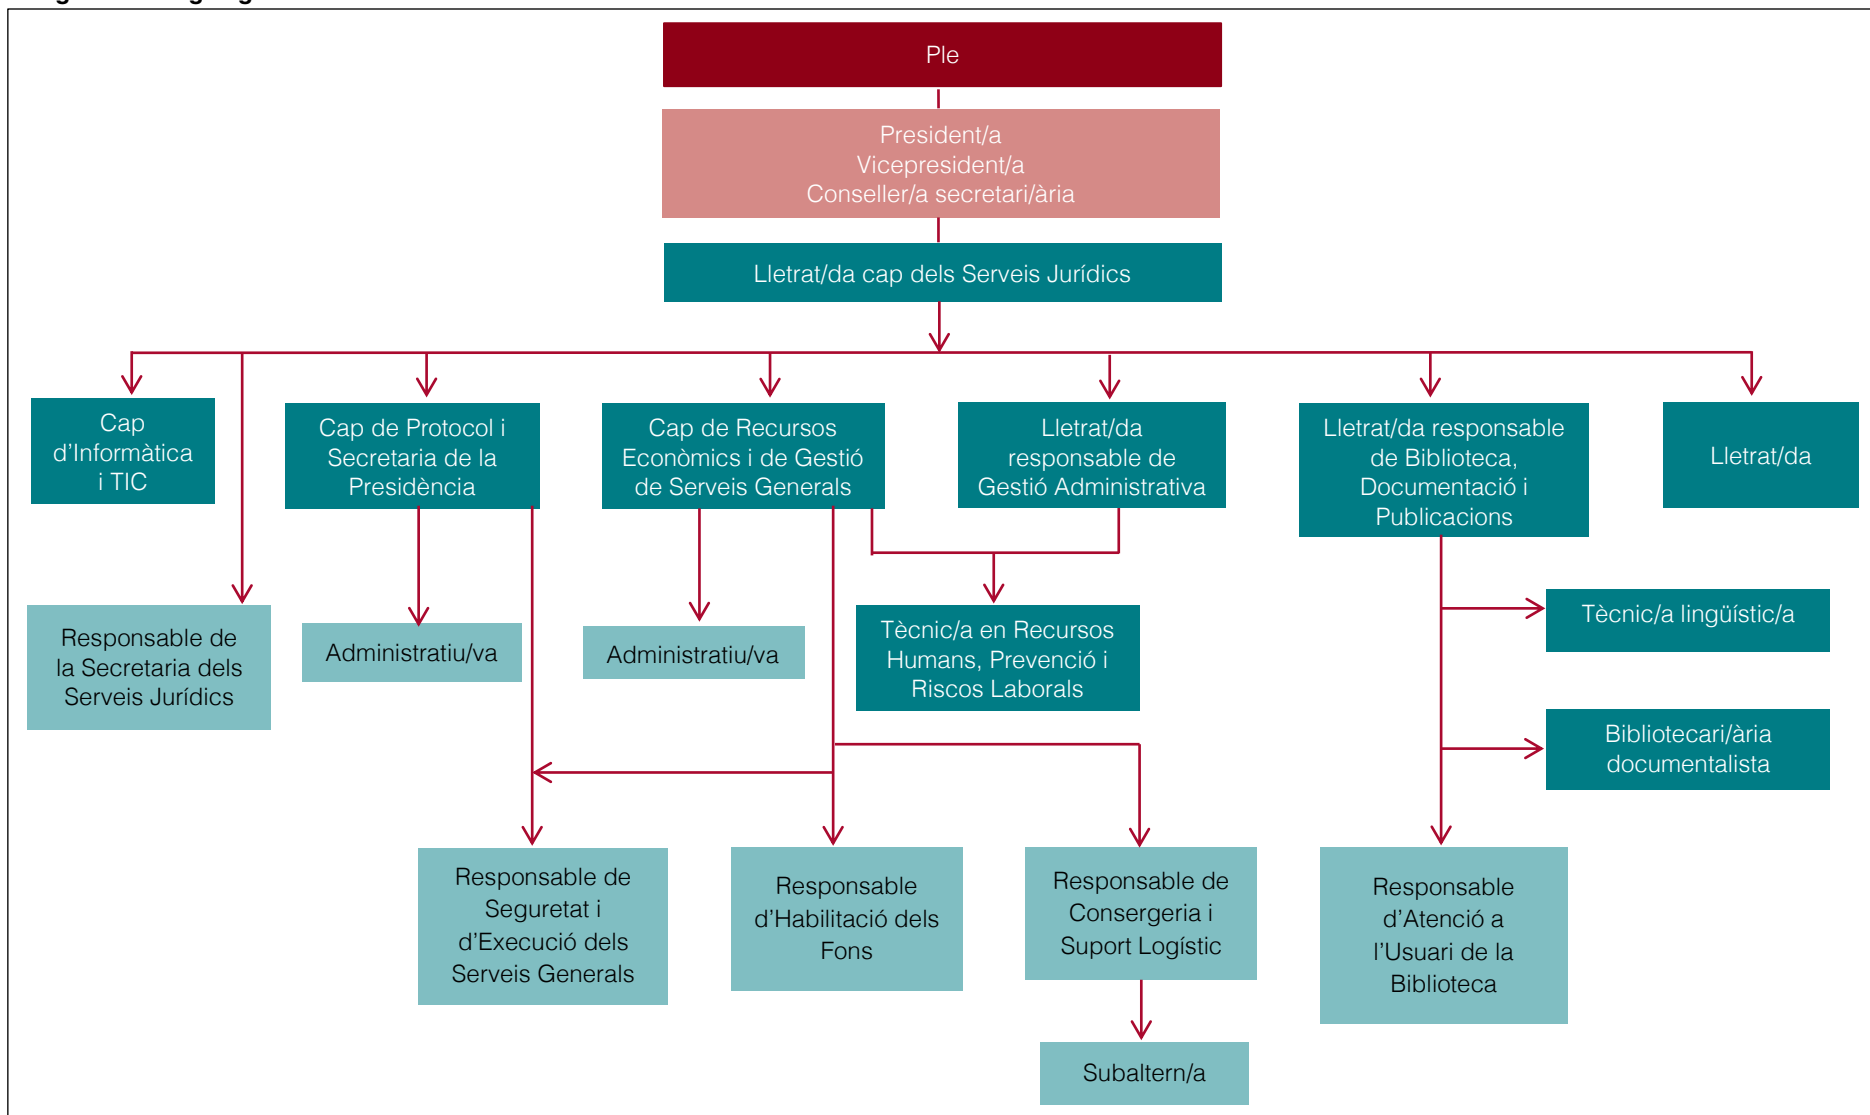 Ple
President/a
Vicepresident/a
Conseller/a secretari/ària
Lletrat/da cap dels Serveis Jurídics
Cap
d’Informàtica
i TIC
Cap de Protocol i
Secretaria de la
Presidència
Cap de Recursos
Econòmics i de Gestió
de Serveis Generals
Lletrat/da
responsable de
Gestió Administrativa
Lletrat/da responsable
de Biblioteca,
Documentació i
Publicacions
Lletrat/da
Responsable de
la Secretaria dels
Serveis Jurídics
Administratiu/va
Administratiu/va
Tècnic/a en Recursos
Humans, Prevenció i
Riscos Laborals
Tècnic/a lingüístic/a
Bibliotecari/ària
documentalista
Responsable de
Seguretat i
d’Execució dels
Serveis Generals
Responsable
d’Habilitació dels
Fons
Responsable de
Consergeria i
Suport Logístic
Responsable
d’Atenció a
l’Usuari de la
Biblioteca
Subaltern/a